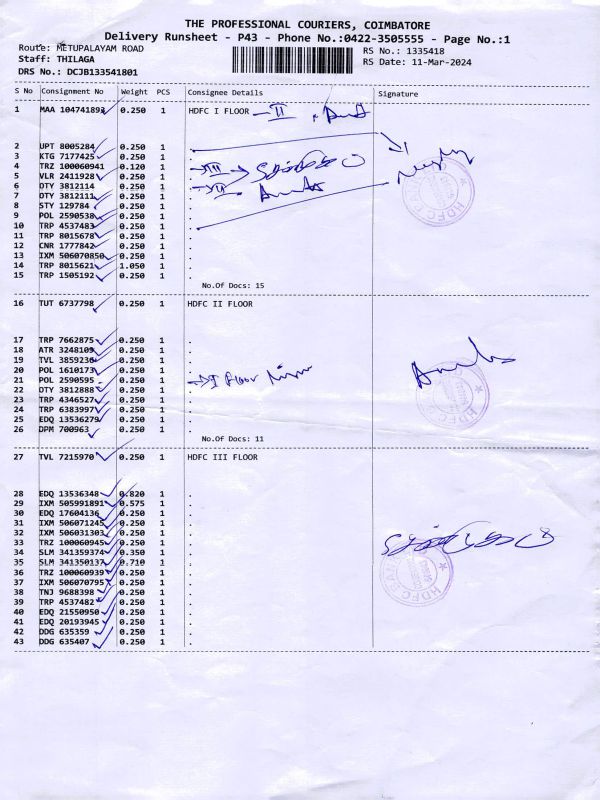 THE PROFESSIONAL COURIERS, COIMBATORE
Delivery Runsheet - P43 - Phone No.:0422-3505555 - Page No.:1
Route: METUPALAYAM ROAD RS No.: 1335418
Staff: THILAGA RS Date: 11-Mar-2024
DRS No.: DCJB133541801
S No Consignment No Weight PCS Consignee Details Signature
1 MAA 104741892 0.250 1 HDFC I FLOOR II
2 UPT 8005284 0.250 1 .
3 KTG 7177425 0.250 1 .
4 TRZ 100060941 0.120 1 . III
5 VLR 2411928 0.250 1 .
6 OTY 3812114 0.250 1 . II
7 OTY 3812111 0.250 1 .
8 STY 129784 0.250 1 .
9 POL 2590538 0.250 1 .
10 TRP 4537483 0.250 1 .
11 TRP 8015678 0.250 1 .
12 CNR 1777842 0.250 1 .
13 IXM 506070850 0.250 1 .
14 TRP 8015621 1.050 1 .
15 TRP 1505192 0.250 1 .
No.Of Docs: 15
16 TUT 6737798 0.250 1 HDFC II FLOOR
17 TRP 7662875 0.250 1 .
18 ATR 3248109 0.250 1 .
19 TVL 3859236 0.250 1 .
20 POL 1610173 0.250 1 .
21 POL 2590595 0.250 1 . I Floor
22 OTY 3812888 0.250 1 .
23 TRP 4346527 0.250 1 .
24 TRP 6383997 0.250 1 .
25 EDQ 13536279 0.250 1 .
26 DPM 700963 0.250 1 .
No.Of Docs: 11
27 TVL 7215970 0.250 1 HDFC III FLOOR
28 EDQ 13536348 0.820 1 .
29 IXM 505991891 0.575 1 .
30 EDQ 17604136 0.250 1 .
31 IXM 506071245 0.250 1 .
32 IXM 506031303 0.250 1 .
33 TRZ 100060945 0.250 1 .
34 SLM 341359374 0.350 1 .
35 SLM 341350137 0.710 1 .
36 TRZ 100060939 0.250 1 .
37 IXM 506070795 0.250 1 .
38 TNJ 9688398 0.250 1 .
39 TRP 4537482 0.250 1 .
40 EDQ 21550950 0.250 1 .
41 EDQ 20193945 0.250 1 .
42 DDG 635359 0.250 1 .
43 DDG 635407 0.250 1 .